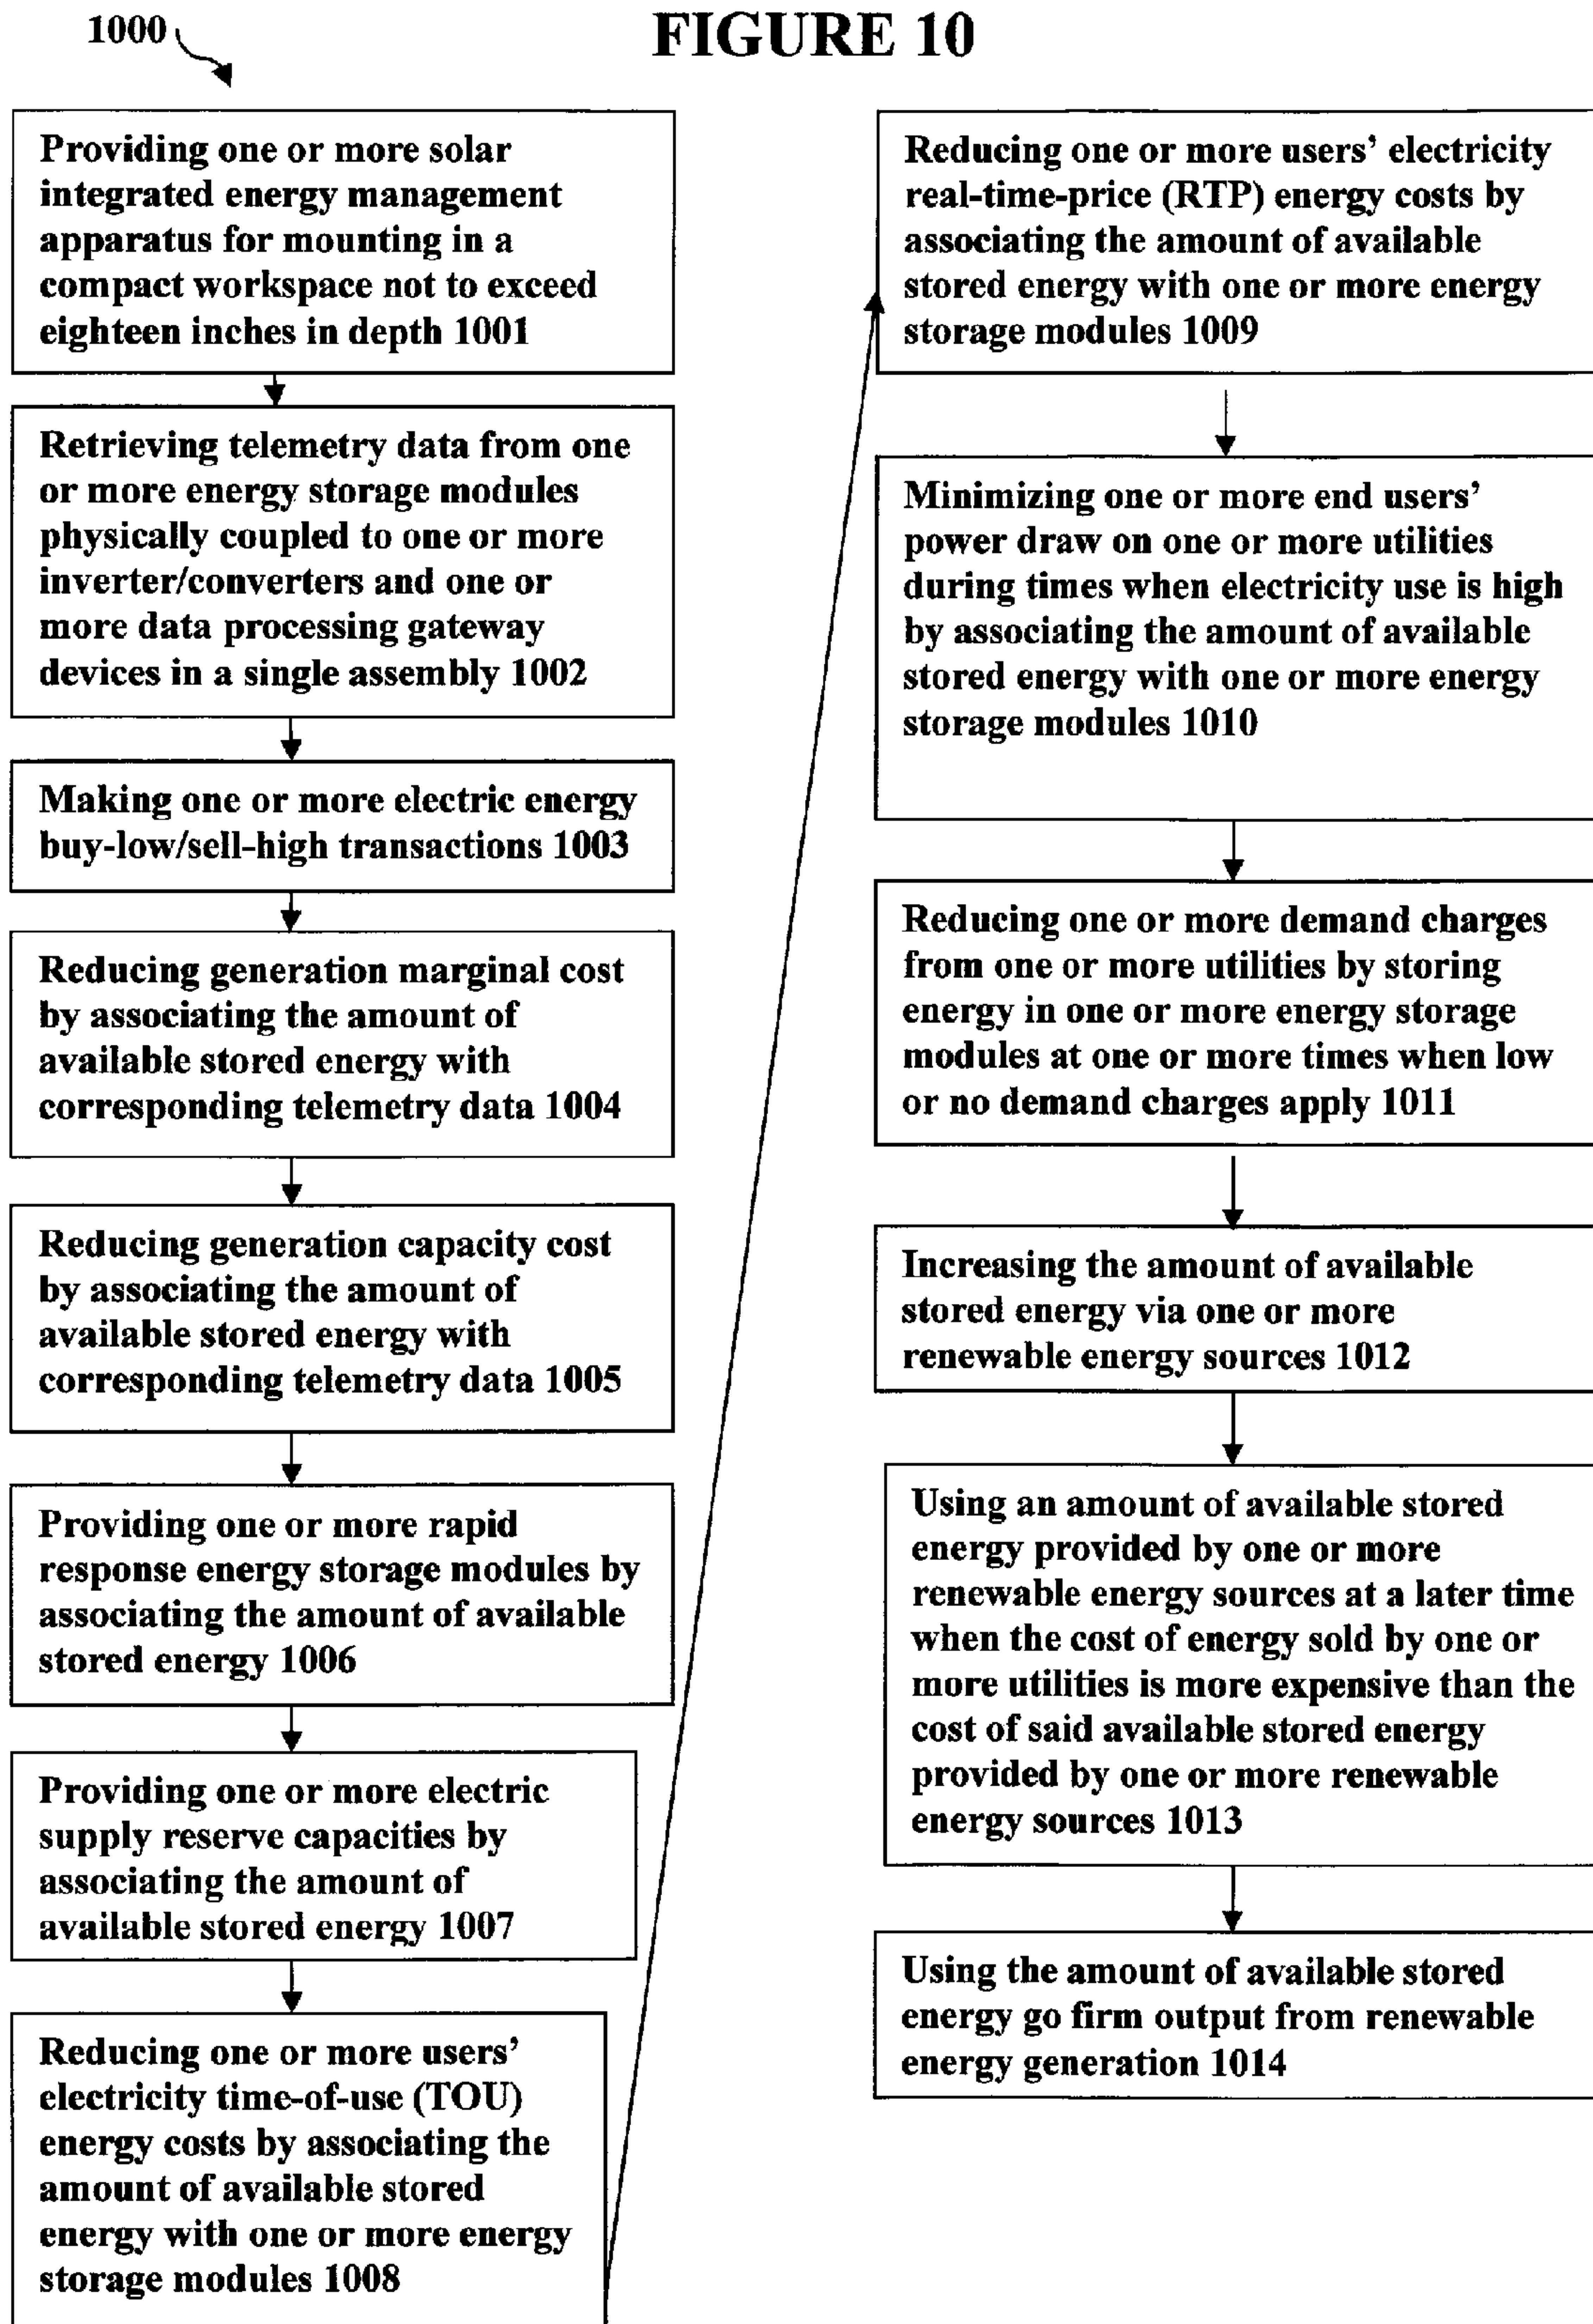 1000
FIGURE 10
Providing one or more solar
integrated energy management
apparatus for mounting in a
compact workspace not to exceed
eighteen inches in depth 1001
Retrieving telemetry data from one
or more energy storage modules
physically coupled to one or more
inverter/converters and one or
more data processing gateway
devices in a single assembly 1002
Making one or more electric energy
buy-low/sell-high transactions 1003
Reducing generation marginal cost
by associating the amount of
available stored energy with
corresponding telemetry data 1004
Reducing generation capacity cost
by associating the amount of
available stored energy with
corresponding telemetry data 1005
Providing one or more rapid
response energy storage modules by
associating the amount of available
stored energy 1006
Providing one or more electric
supply reserve capacities by
associating the amount of
available stored energy 1007
Reducing one or more users’
electricity time-of-use (TOU)
energy costs by associating the
amount of available stored
energy with one or more energy
storage modules 1008
Reducing one or more users’ electricity
real-time-price (RTP) energy costs by
associating the amount of available
stored energy with one or more energy
storage modules 1009
Minimizing one or more end users’
power draw on one or more utilities
during times when electricity use is high
by associating the amount of available
stored energy with one or more energy
storage modules 1010
Reducing one or more demand charges
from one or more utilities by storing
energy in one or more energy storage
modules at one or more times when low
or no demand charges apply 1011
Increasing the amount of available
stored energy via one or more
renewable energy sources 1012
Using an amount of available stored
energy provided by one or more
renewable energy sources at a later time
when the cost of energy sold by one or
more utilities is more expensive than the
cost of said available stored energy
provided by one or more renewable
energy sources 1013
Using the amount of available stored
energy go firm output from renewable
energy generation 1014